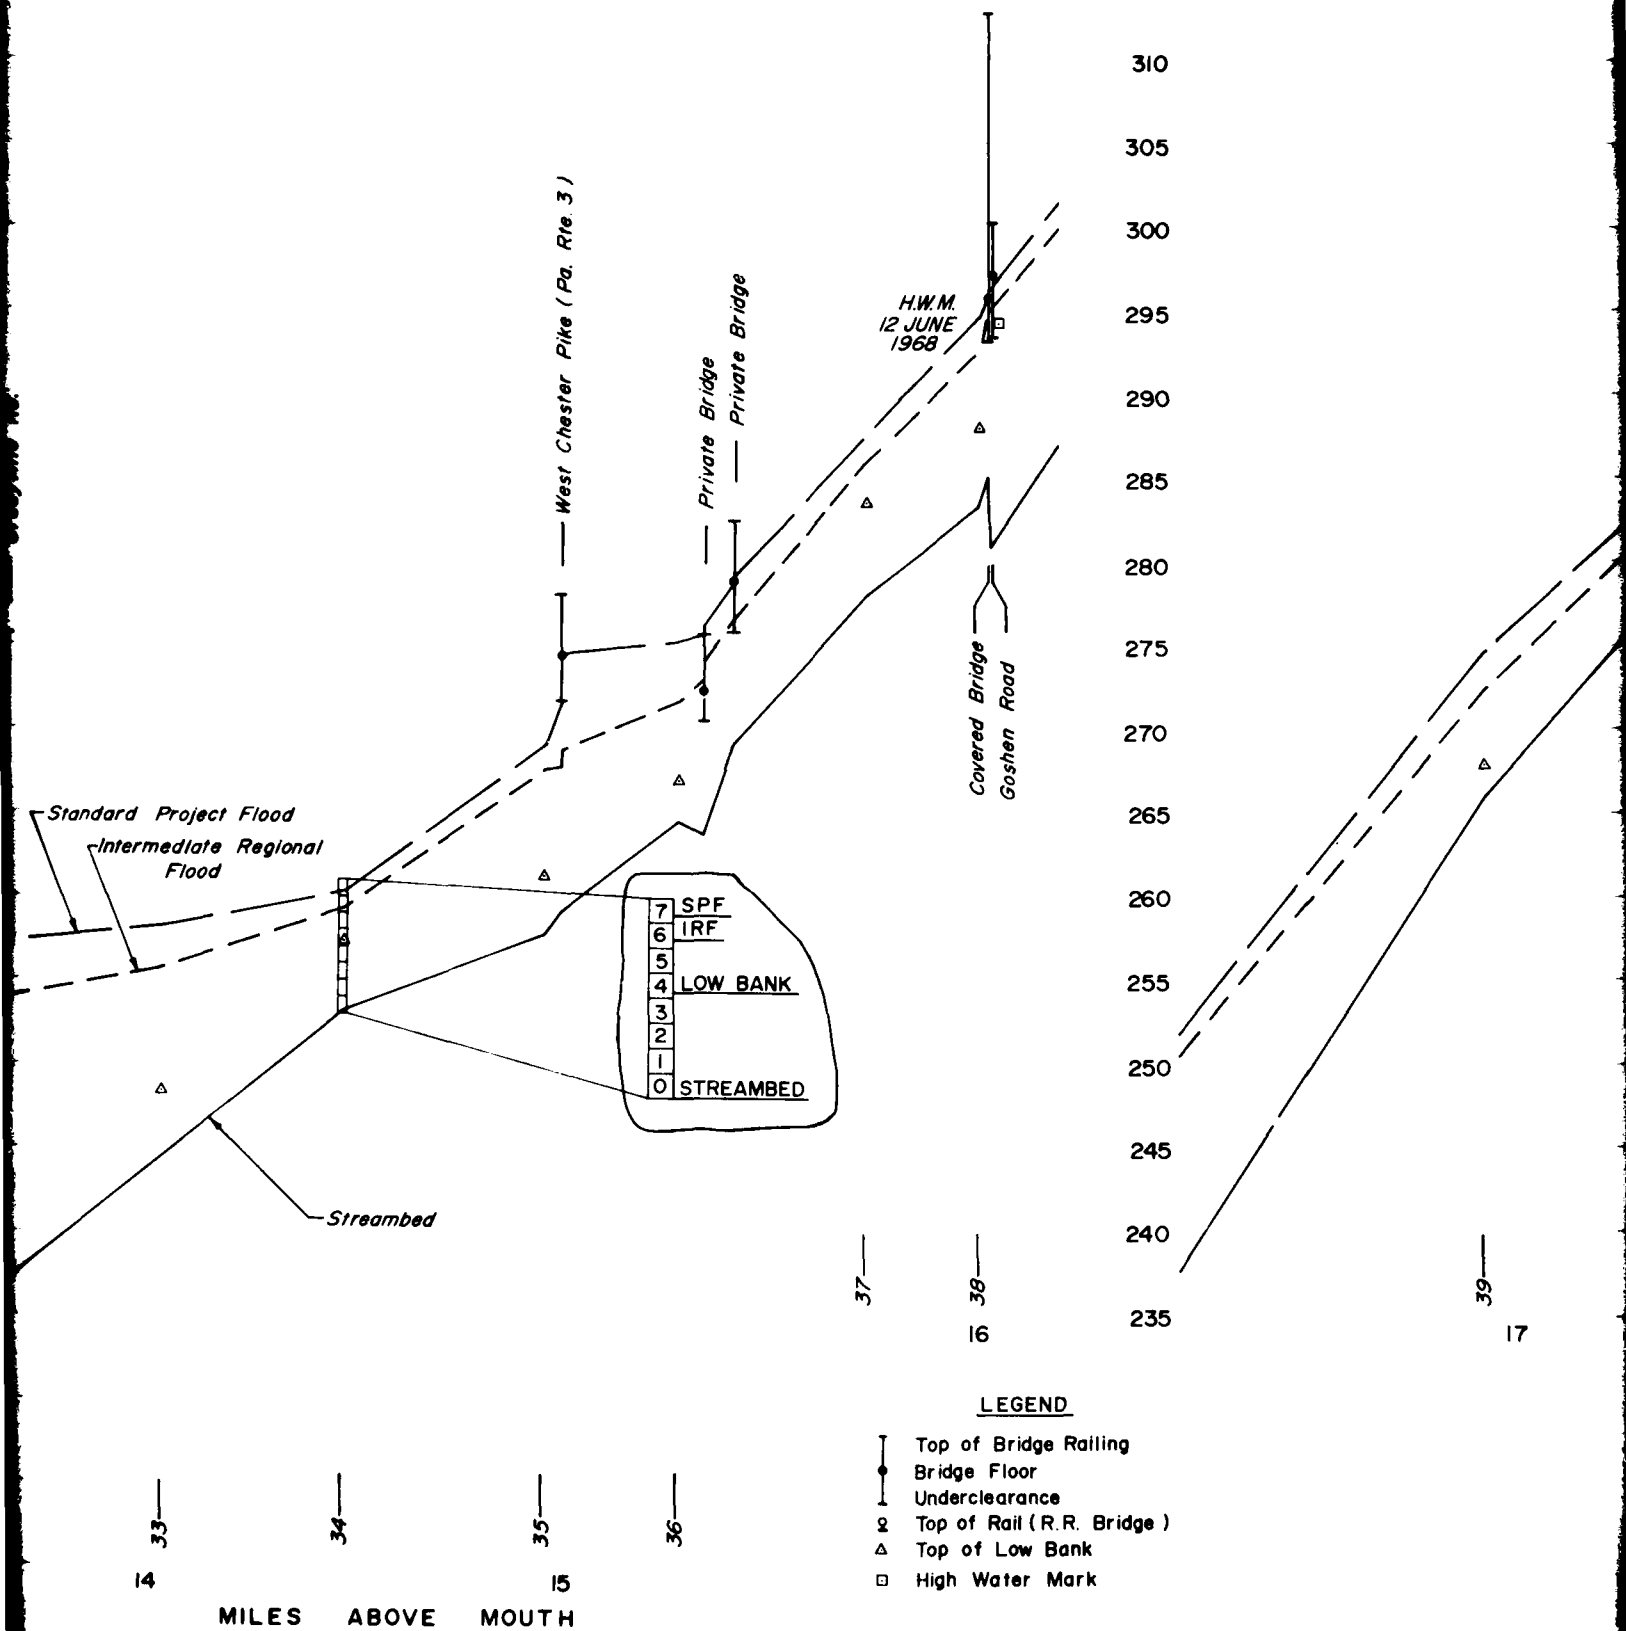 310
305
300
295
290
285
280
275
270
265
260
255
250
245
240
235
West Chester Pike (Pa. Rte. 3)
Private Bridge
Private Bridge
H.W.M.
12 JUNE
1968
Covered Bridge
Goshen Road
Standard Project Flood
Intermediate Regional
Flood
7 SPF
6 IRF
5
4 LOW BANK
3
2
1
0 STREAMBED
Streambed
37
38
39
16
17
LEGEND
Top of Bridge Railing
Bridge Floor
Underclearance
Top of Rail (R.R. Bridge)
Top of Low Bank
High Water Mark
33
34
35
36
14
15
MILES ABOVE MOUTH